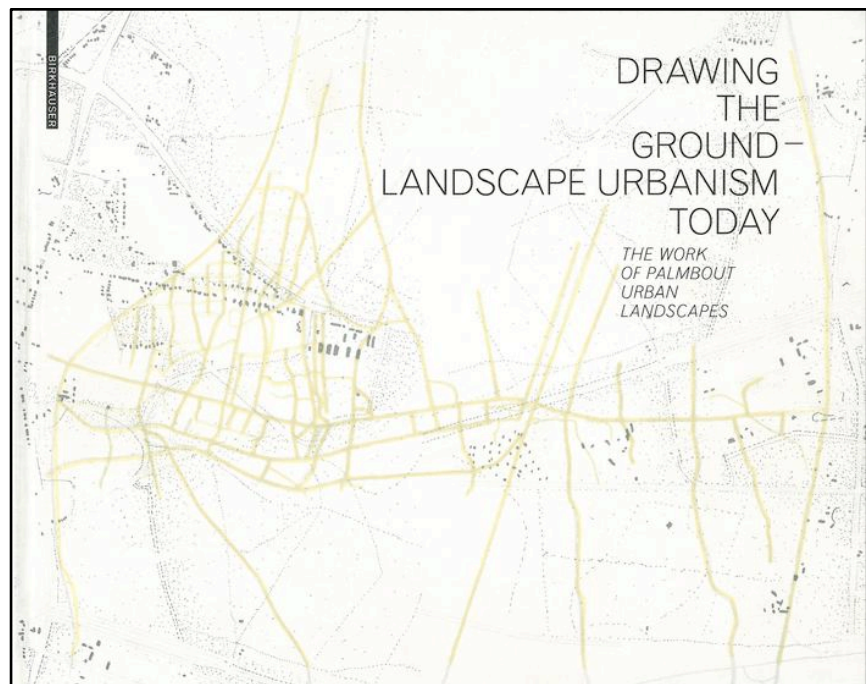 BIRKHÄUSER
DRAWING
THE
GROUND –
LANDSCAPE URBANISM
TODAY
THE WORK
OF PALMBOUT
URBAN
LANDSCAPES